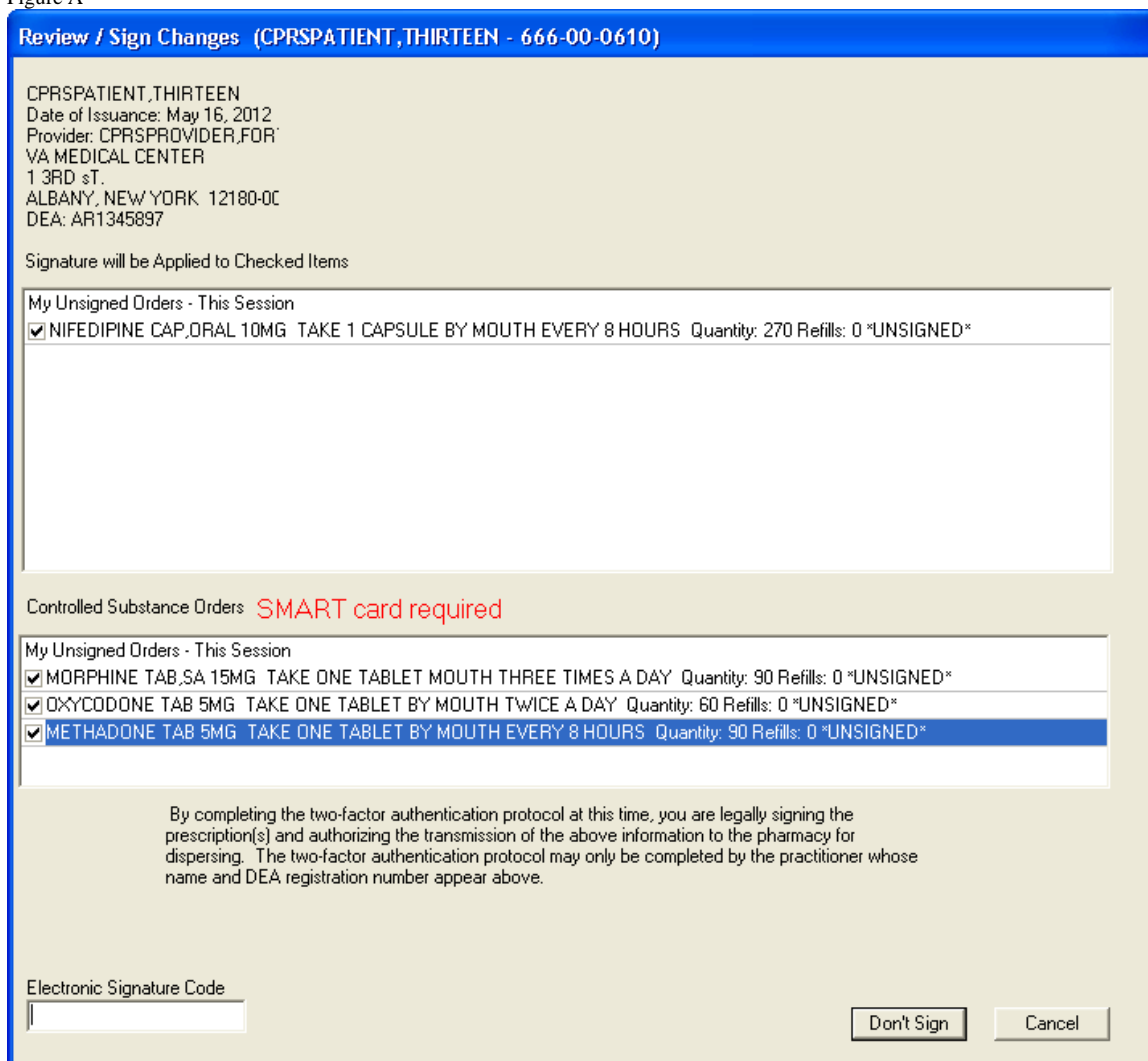 Figure A
Review / Sign Changes (CPRSPATIENT,THIRTEEN - 666-00-0610)
CPRSPATIENT,THIRTEEN
Date of Issuance: May 16, 2012
Provider: CPRSPROVIDER,FOR
VA MEDICAL CENTER
1 3RD sT.
ALBANY, NEW YORK 12180-00
DEA: AR1345897
Signature will be Applied to Checked Items
My Unsigned Orders - This Session
NIFEDIPINE CAP,ORAL 10MG TAKE 1 CAPSULE BY MOUTH EVERY 8 HOURS Quantity: 270 Refills: 0 *UNSIGNED*
Controlled Substance Orders SMART card required
My Unsigned Orders - This Session
MORPHINE TAB,SA 15MG TAKE ONE TABLET MOUTH THREE TIMES A DAY Quantity: 90 Refills: 0 *UNSIGNED*
OXYCODONE TAB 5MG TAKE ONE TABLET BY MOUTH TWICE A DAY Quantity: 60 Refills: 0 *UNSIGNED*
METHADONE TAB 5MG TAKE ONE TABLET BY MOUTH EVERY 8 HOURS Quantity: 90 Refills: 0 *UNSIGNED*
By completing the two-factor authentication protocol at this time, you are legally signing the
prescription(s) and authorizing the transmission of the above information to the pharmacy for
dispersing. The two-factor authentication protocol may only be completed by the practitioner whose
name and DEA registration number appear above.
Electronic Signature Code
Don't Sign Cancel